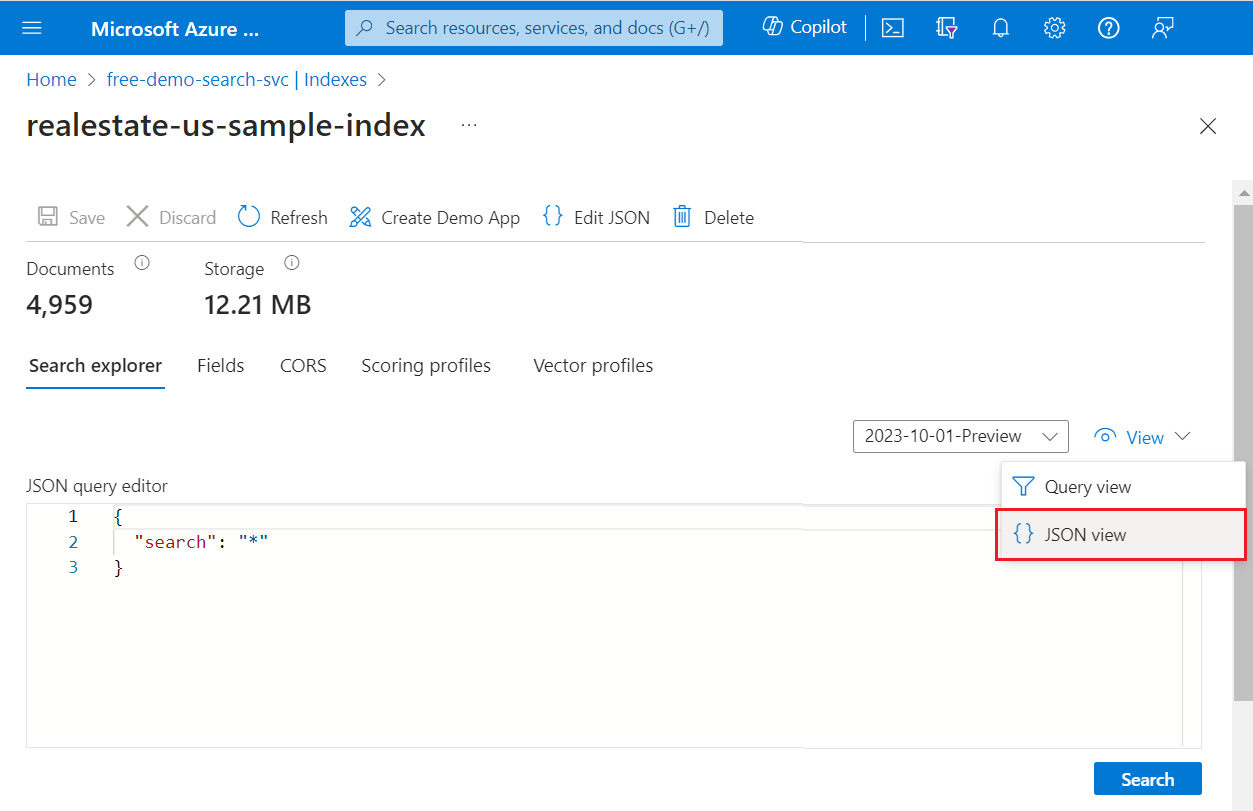 Microsoft Azure ...
Search resources, services, and docs (G+/)
Copilot
Home > free-demo-search-svc | Indexes >
realestate-us-sample-index ...
Save Discard Refresh Create Demo App {} Edit JSON Delete
Documents Storage
4,959 12.21 MB
Search explorer Fields CORS Scoring profiles Vector profiles
2023-10-01-Preview View
Query view
{} JSON view
JSON query editor
1 {
2 "search": "*"
3 }
Search